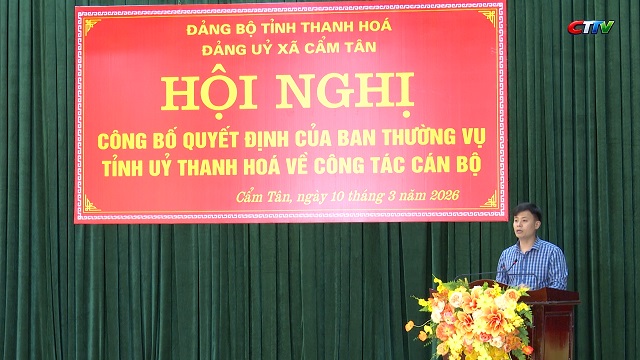 ĐẢNG BỘ TỈNH THANH HOÁ
ĐẢNG UỶ XÃ CẨM TÂN
HỘI NGHỊ
CÔNG BỐ QUYẾT ĐỊNH CỦA BAN THƯỜNG VỤ
TỈNH UỶ THANH HOÁ VỀ CÔNG TÁC CÁN BỘ
Cẩm Tân, ngày 10 tháng 3 năm 2026
CTTV